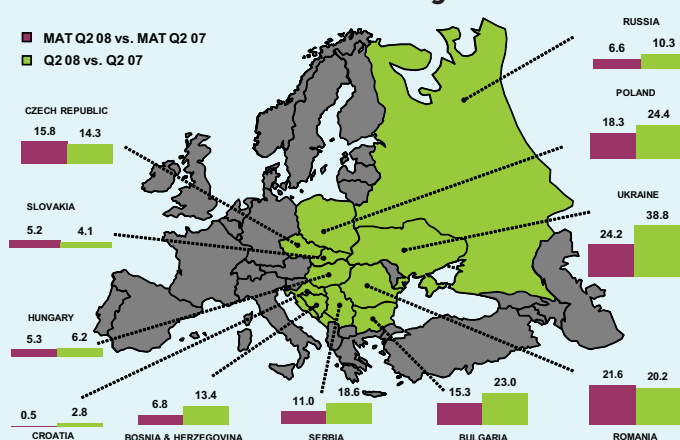 MAT Q2 08 vs. MAT Q2 07
Q2 08 vs. Q2 07
RUSSIA
6.6 10.3
POLAND
18.3 24.4
UKRAINE
24.2 38.8
CZECH REPUBLIC
15.8 14.3
SLOVAKIA
5.2 4.1
HUNGARY
5.3 6.2
0.5 2.8
CROATIA
6.8 13.4
BOSNIA & HERZEGOVINA
11.0 18.6
SERBIA
15.3 23.0
BULGARIA
21.6 20.2
ROMANIA